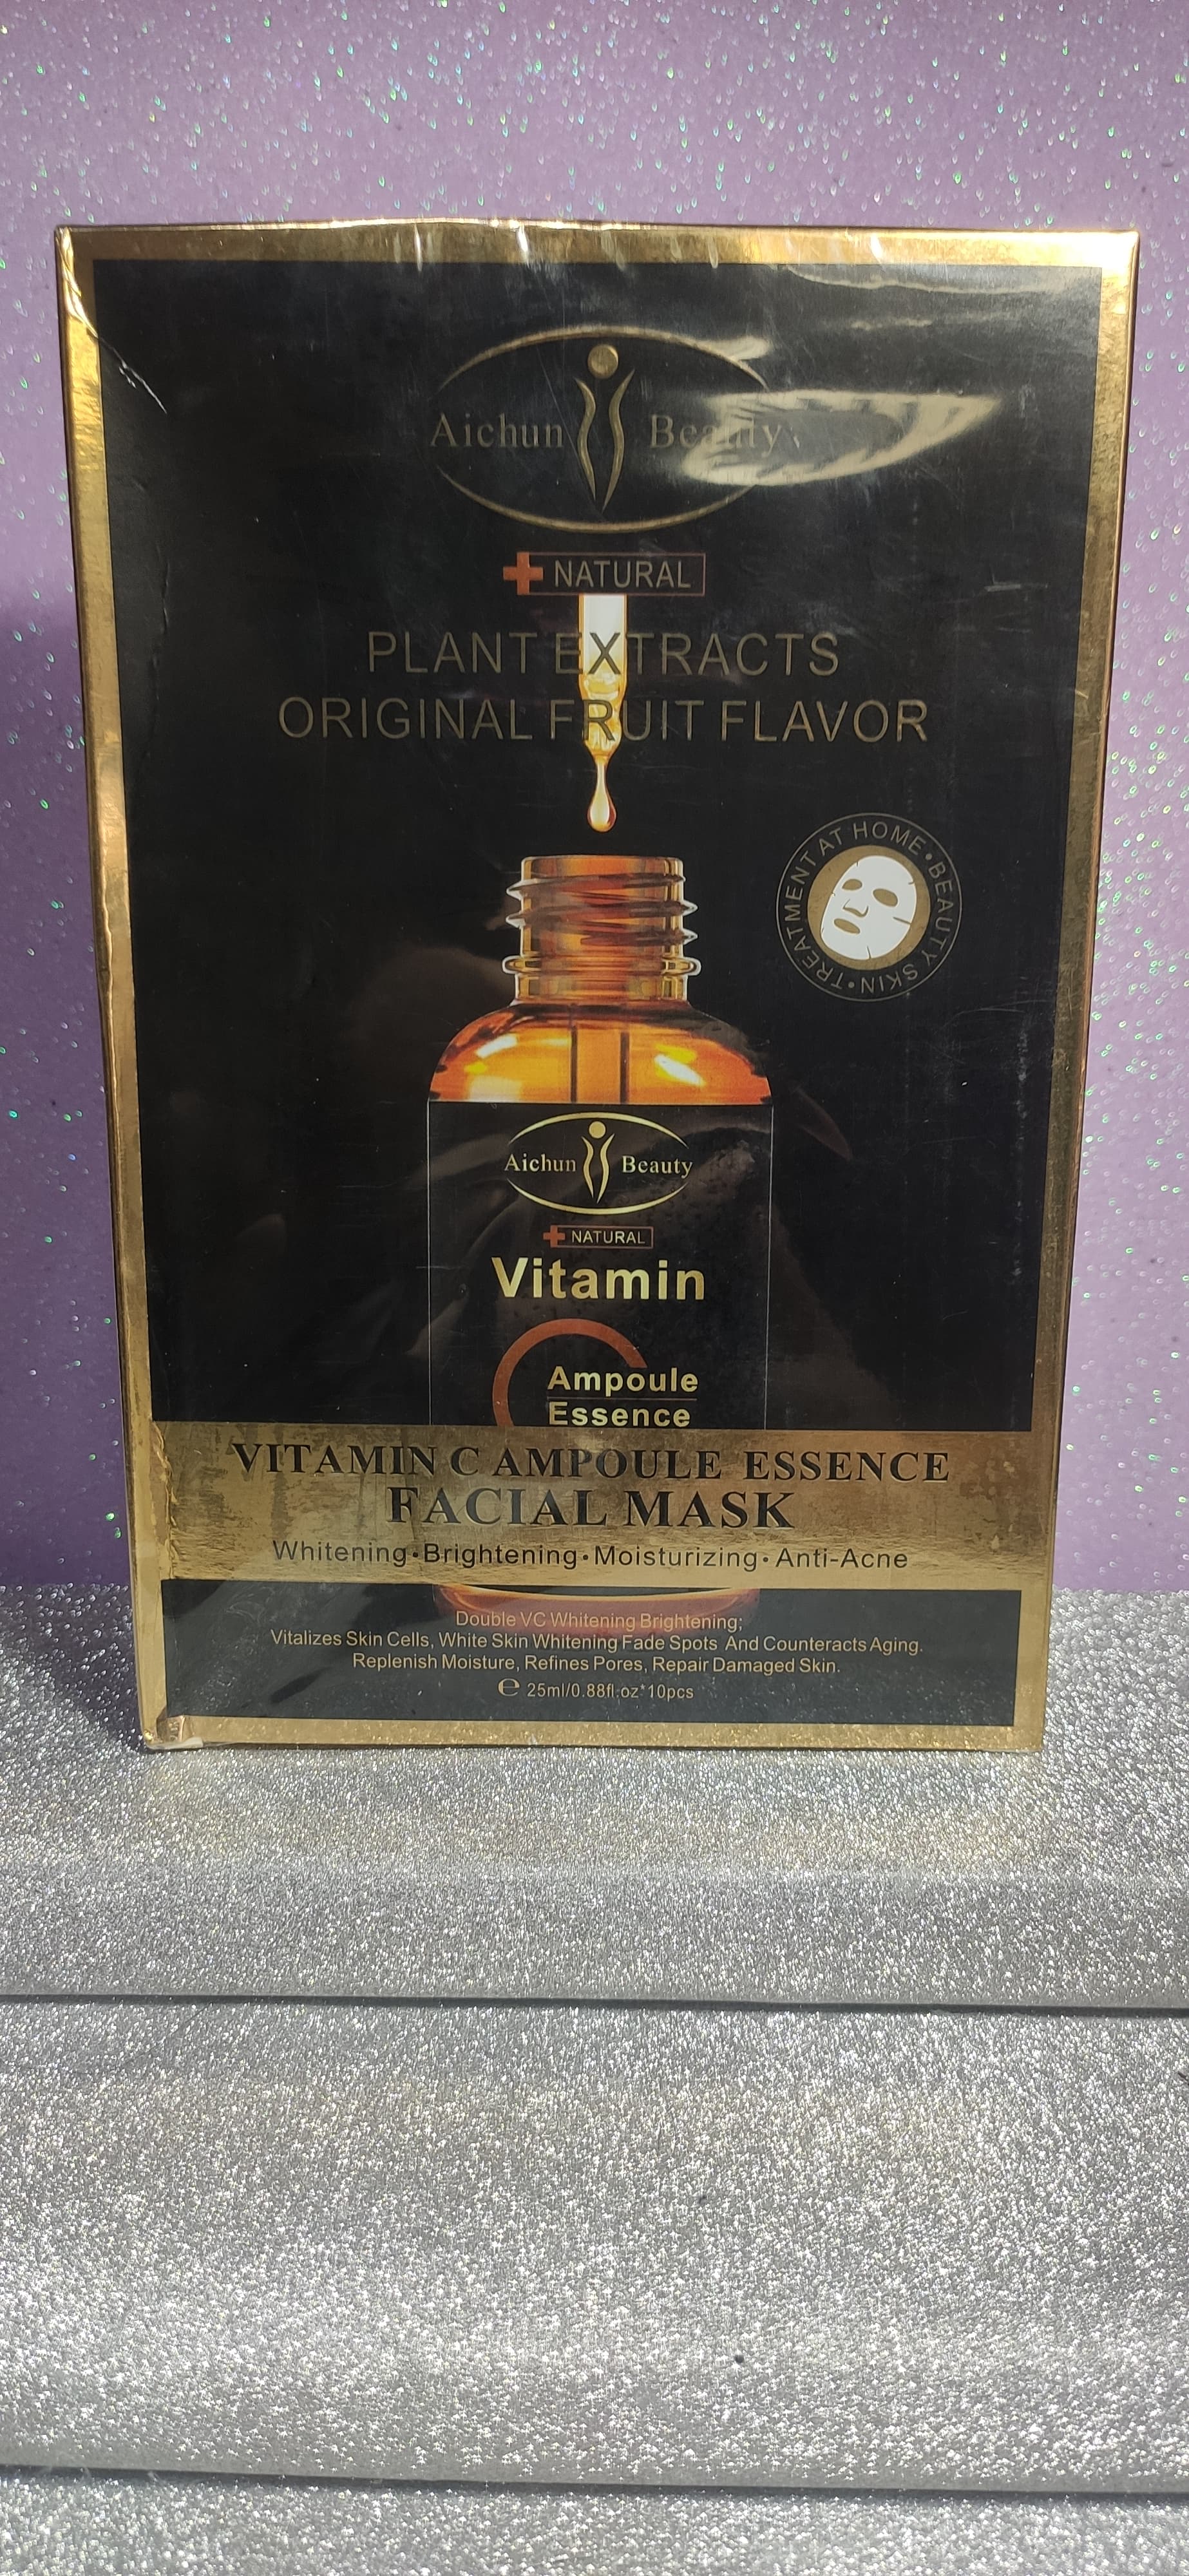 Aichun Beauty
NATURAL
PLANT EXTRACTS
ORIGINAL FRUIT FLAVOR
TREATMENT AT HOME • BEAUTY SKIN •
Aichun Beauty
NATURAL
Vitamin
C
Ampoule
Essence
VITAMIN C AMPOULE ESSENCE
FACIAL MASK
Whitening•Brightening•Moisturizing•Anti-Acne
Double VC Whitening Brightening;
Vitalizes Skin Cells, White Skin Whitening Fade Spots And Counteracts Aging.
Replenish Moisture, Refines Pores, Repair Damaged Skin.
℮ 25ml/0.88fl.oz*10pcs